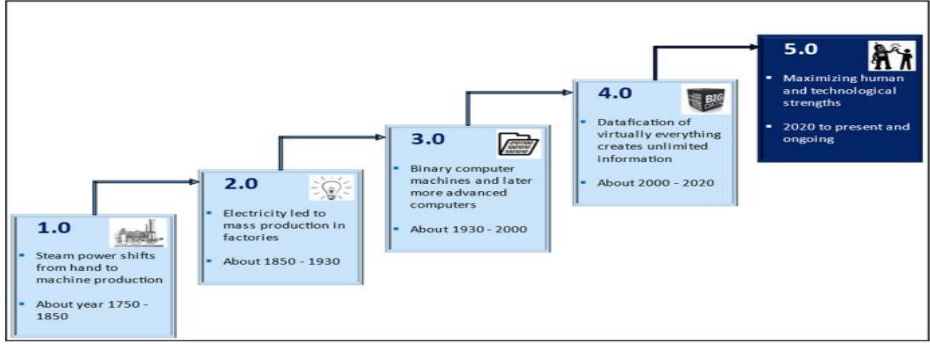 1.0
Steam power shifts
from hand to
machine production
About year 1750 -
1850
2.0
Electricity led to
mass production in
factories
About 1850 - 1930
3.0
Binary computer
machines and later
more advanced
computers
About 1930 - 2000
4.0
BIG
DATA
Datafication of
virtually everything
creates unlimited
information
About 2000 - 2020
5.0
Maximizing human
and technological
strengths
2020 to present and
ongoing